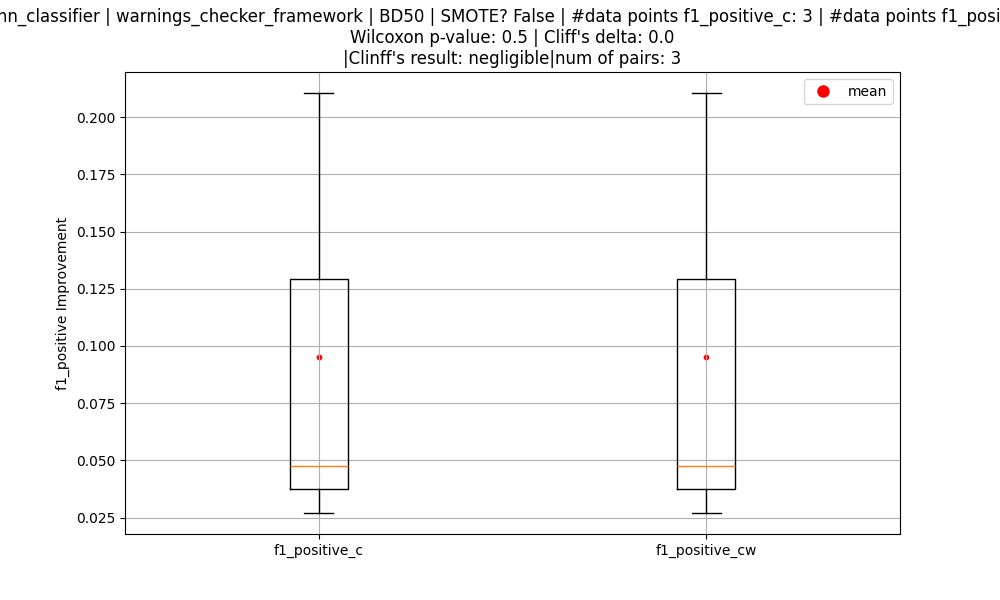 | warnings_checker_framework | BD50 | SMOTE? False | #data points f1_positive_c: 3 | #data points
Wilcoxon p-value: 0.5 | Cliff's delta: 0.0
|Clinff's result: negligible|num of pairs: 3
mean
0.200
0.175
0.150
0.125
0.100
0.075
0.050
0.025
f1_positive Improvement
f1_positive_c
f1_positive_cw